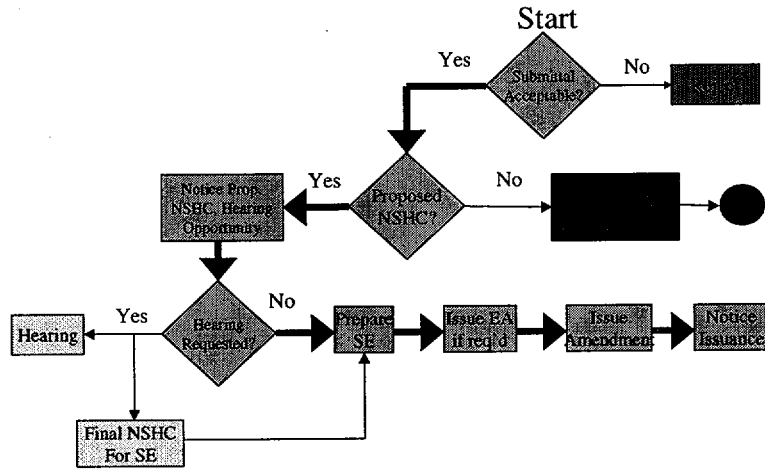 Start
Yes
Submittal
Acceptable?
No
Yes
Proposed
NSHC?
No
Notice Prop.
NSHC, Hearing
Opportunity
Yes
Hearing
Requested?
No
Hearing
Prepare
SE
Issue EA
if req'd
Issue
Amendment
Notice
Issuance
Final NSHC
For SE